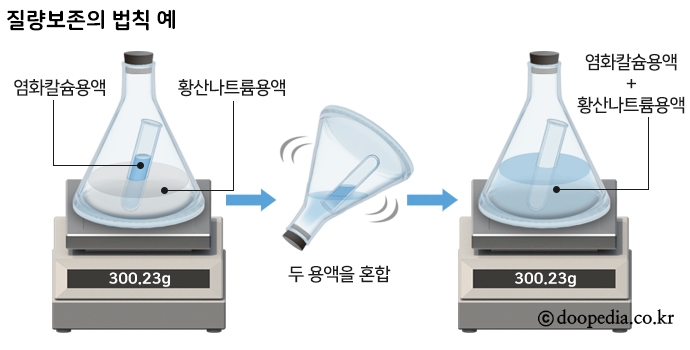 질량보존의 법칙 예
염화칼슘용액
황산나트륨용액
300.23g
두 용액을 혼합
염화칼슘용액
+
황산나트륨용액
300.23g
ⓒ doopedia.co.kr